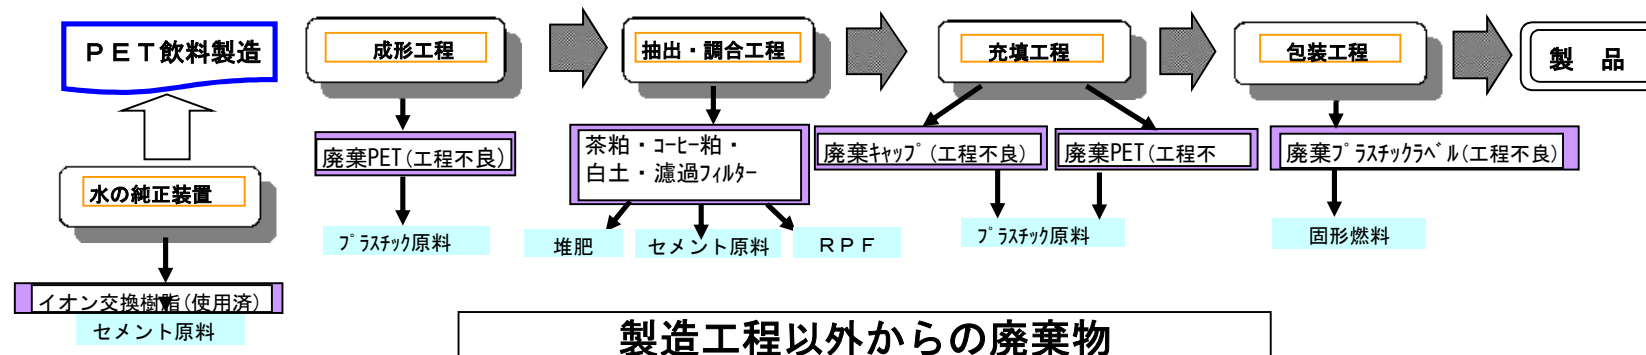 ＰＥＴ飲料製造
成形工程
抽出・調合工程
充填工程
包装工程
製　品
廃棄PET(工程不良)
茶粕・ｺｰﾋｰ粕・
白土・濾過ﾌｨﾙﾀｰ
廃棄ｷｬｯﾌﾟ(工程不良)
廃棄PET(工程不
廃棄ﾌﾟﾗｽﾁｯｸﾗﾍﾞﾙ(工程不良)
水の純正装置
ﾌﾟﾗｽﾁｯｸ原料
堆肥
セメント原料
ＲＰＦ
ﾌﾟﾗｽﾁｯｸ原料
固形燃料
イオン交換樹脂(使用済)
セメント原料
製造工程以外からの廃棄物